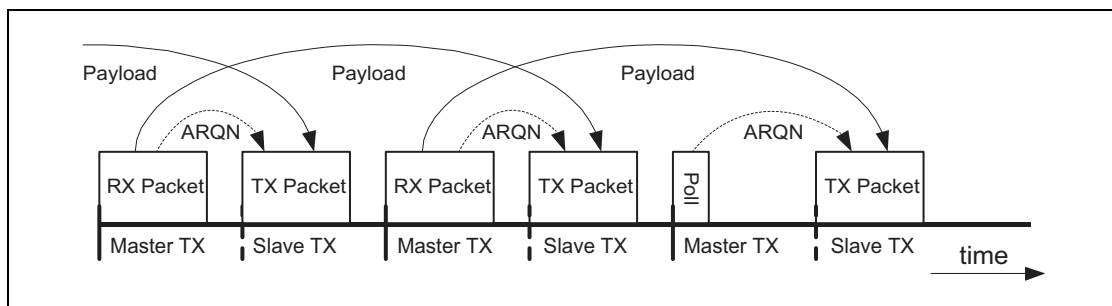 Payload Payload Payload
ARQN ARQN ARQN
RX Packet TX Packet RX Packet TX Packet Poll TX Packet
Master TX Slave TX Master TX Slave TX Master TX Slave TX
time